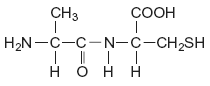 CH₃ COOH
H₂N–C–C–N–C–CH₂SH
H O H H